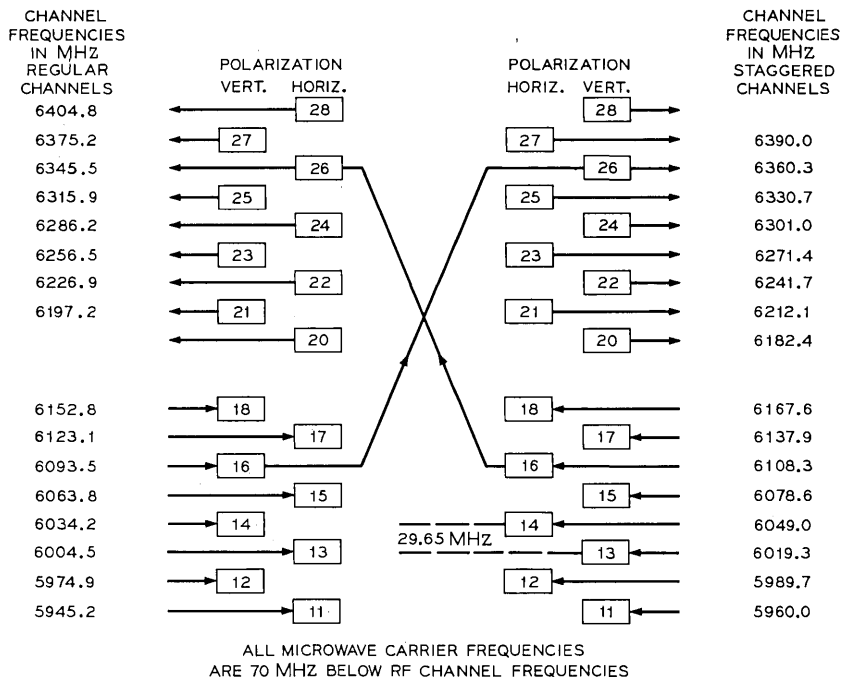 CHANNEL
FREQUENCIES
IN MHZ
REGULAR
CHANNELS
POLARIZATION
VERT. HORIZ.
POLARIZATION
HORIZ. VERT.
CHANNEL
FREQUENCIES
IN MHZ
STAGGERED
CHANNELS
6404.8 28 28
6375.2 27 27 6390.0
6345.5 26 26 6360.3
6315.9 25 25 6330.7
6286.2 24 24 6301.0
6256.5 23 23 6271.4
6226.9 22 22 6241.7
6197.2 21 21 6212.1
20 20 6182.4
6152.8 18 18 6167.6
6123.1 17 17 6137.9
6093.5 16 16 6108.3
6063.8 15 15 6078.6
6034.2 14 14 6049.0
29.65 MHZ
6004.5 13 13 6019.3
5974.9 12 12 5989.7
5945.2 11 11 5960.0
ALL MICROWAVE CARRIER FREQUENCIES
ARE 70 MHZ BELOW RF CHANNEL FREQUENCIES